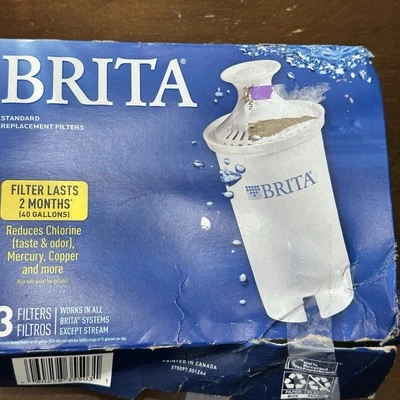 BRITA®
STANDARD
REPLACEMENT FILTERS
FILTER LASTS
2 MONTHS*
(40 GALLONS)
Reduces Chlorine
(taste & odor),
Mercury, Copper
and more
3 FILTERS
FILTROS
WORKS IN ALL
BRITA® SYSTEMS
EXCEPT STREAM
BRITA®
PRINTED IN CANADA